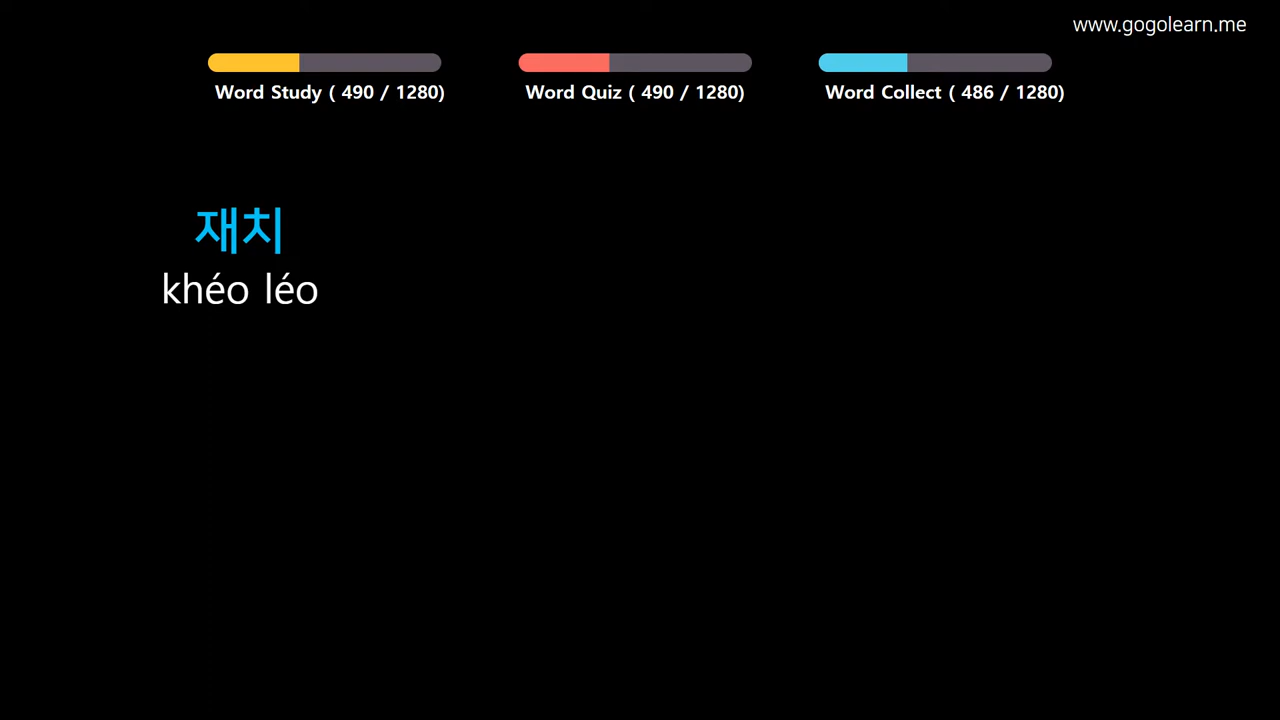 www.gogolearn.me
Word Study ( 490 / 1280)
Word Quiz ( 490 / 1280)
Word Collect ( 486 / 1280)
재치
khéo léo